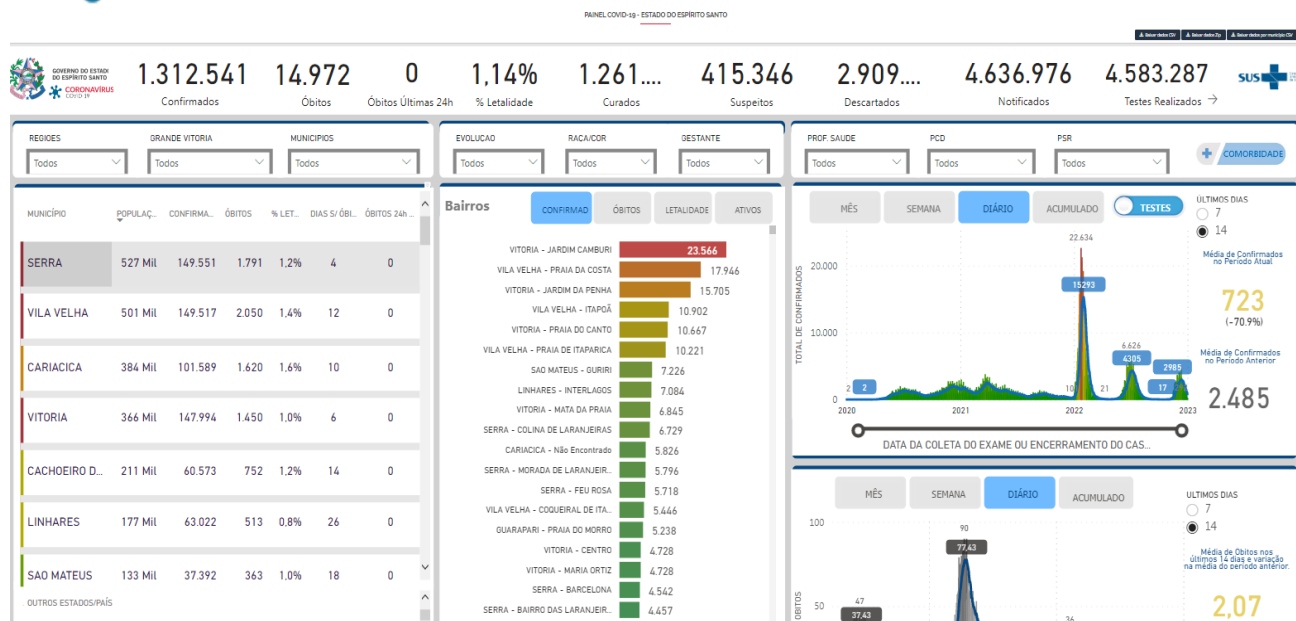 PAINEL COVID-19 - ESTADO DO ESPÍRITO SANTO
Baixar dados CSV Baixar dados Zip Baixar dados por município CSV
GOVERNO DO ESTADO
DO ESPÍRITO SANTO
CORONAVÍRUS
COVID-19
1.312.541 14.972 0 1,14% 1.261.... 415.346 2.909.... 4.636.976 4.583.287 SUS
Confirmados Óbitos Óbitos Últimas 24h % Letalidade Curados Suspeitos Descartados Notificados Testes Realizados →
REGIOES GRANDE VITORIA MUNICIPIOS EVOLUCAO RACA/COR GESTANTE PROF. SAUDE PCD PSR
Todos Todos Todos Todos Todos Todos Todos Todos Todos COMORBIDADE
MUNICÍPIO POPULAÇ... CONFIRMA... ÓBITOS % LET... DIAS S/ ÓBI... ÓBITOS 24h ...
SERRA 527 Mil 149.551 1.791 1,2% 4 0
VILA VELHA 501 Mil 149.517 2.050 1,4% 12 0
CARIACICA 384 Mil 101.589 1.620 1,6% 10 0
VITORIA 366 Mil 147.994 1.450 1,0% 6 0
CACHOEIRO D... 211 Mil 60.573 752 1,2% 14 0
LINHARES 177 Mil 63.022 513 0,8% 26 0
SAO MATEUS 133 Mil 37.392 363 1,0% 18 0
OUTROS ESTADOS/PAÍS
Bairros CONFIRMAD ÓBITOS LETALIDADE ATIVOS
VITORIA - JARDIM CAMBURI 23.566
VILA VELHA - PRAIA DA COSTA 17.946
VITORIA - JARDIM DA PENHA 15.705
VILA VELHA - ITAPOÃ 10.902
VITORIA - PRAIA DO CANTO 10.667
VILA VELHA - PRAIA DE ITAPARICA 10.221
SAO MATEUS - GURIRI 7.226
LINHARES - INTERLAGOS 7.084
VITORIA - MATA DA PRAIA 6.845
SERRA - COLINA DE LARANJEIRAS 6.729
CARIACICA - Não Encontrado 5.826
SERRA - MORADA DE LARANJEIR... 5.796
SERRA - FEU ROSA 5.718
VILA VELHA - COQUEIRAL DE ITA... 5.446
GUARAPARI - PRAIA DO MORRO 5.238
VITORIA - CENTRO 4.728
VITORIA - MARIA ORTIZ 4.728
SERRA - BARCELONA 4.542
SERRA - BAIRRO DAS LARANJEIR... 4.457
MÊS SEMANA DIÁRIO ACUMULADO TESTES
ÚLTIMOS DIAS
7
14
TOTAL DE CONFIRMADOS
22.634
20.000
15293
10.000
6.626
4305
2985
2 2 10 21 17
0
2020 2021 2022 2023
DATA DA COLETA DO EXAME OU ENCERRAMENTO DO CAS...
Média de Confirmados
no Período Atual
723
(-70.9%)
Média de Confirmados
no Período Anterior
2.485
MÊS SEMANA DIÁRIO ACUMULADO
ULTIMOS DIAS
7
14
100
90
77,43
50
47
37,43
36
OBITOS
Média de Obitos nos
últimos 14 dias e variação
na média do período anterior.
2,07